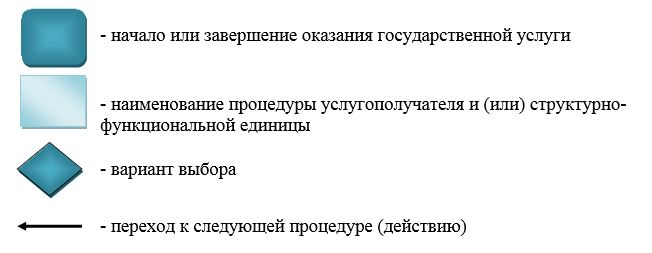 - начало или завершение оказания государственной услуги
- наименование процедуры услугополучателя и (или) структурно-
функциональной единицы
- вариант выбора
- переход к следующей процедуре (действию)